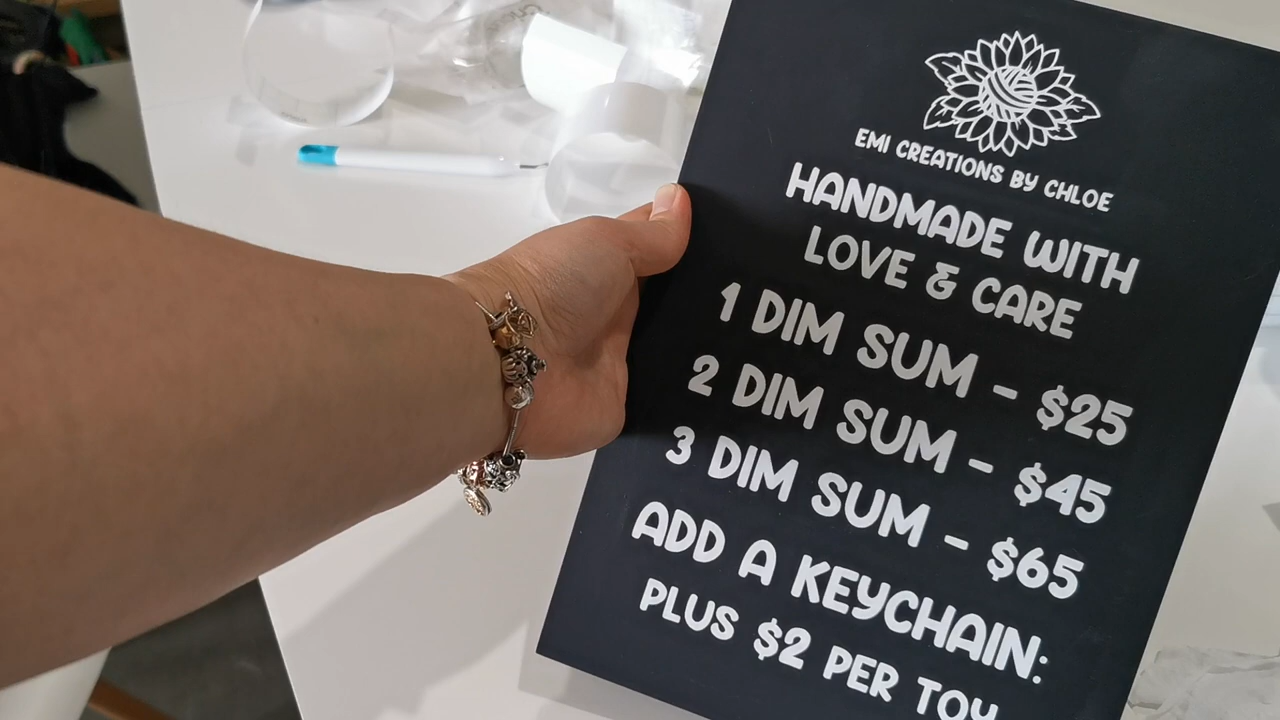 EMI CREATIONS BY CHLOE
HANDMADE WITH
LOVE & CARE
1 DIM SUM - $25
2 DIM SUM - $45
3 DIM SUM - $65
ADD A KEYCHAIN:
PLUS $2 PER TOY